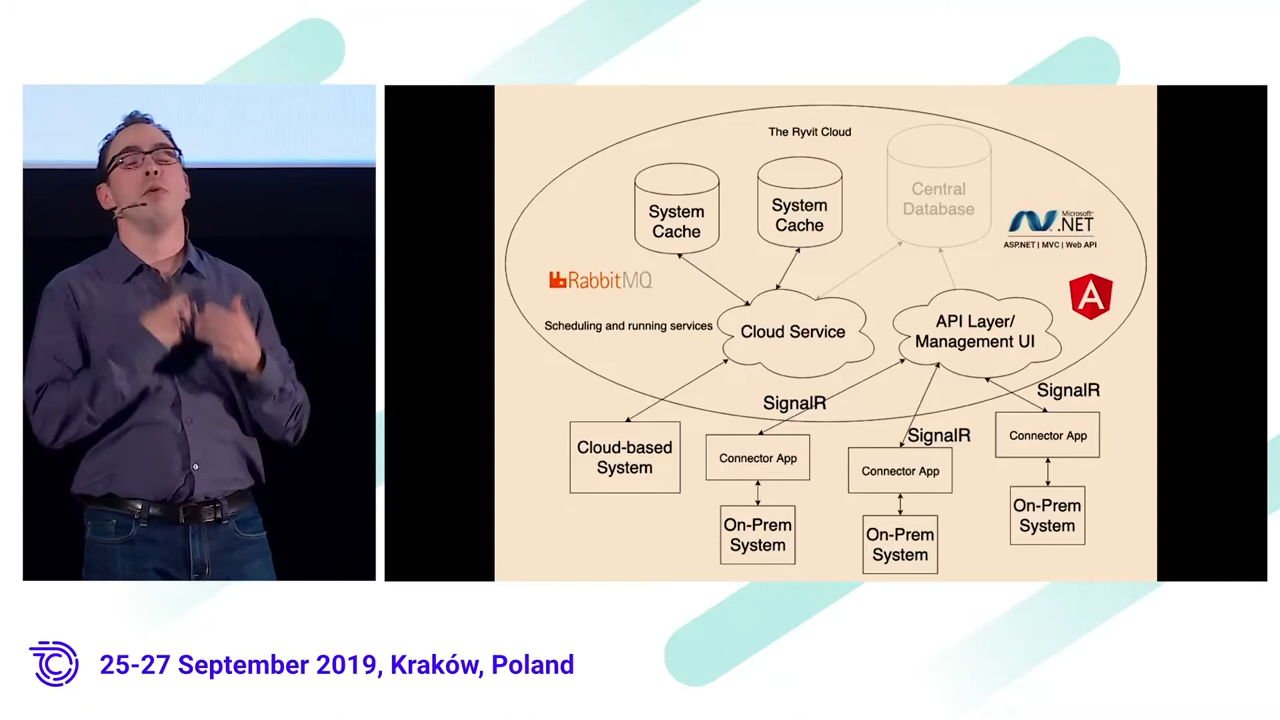 The Ryvit Cloud
Central
Database
System
Cache
System
Cache
Microsoft
.NET
ASP.NET | MVC | Web API
RabbitMQ
Scheduling and running services
Cloud Service
API Layer/
Management UI
SignalR
SignalR
SignalR
Cloud-based
System
Connector App
Connector App
Connector App
On-Prem
System
On-Prem
System
On-Prem
System
25-27 September 2019, Kraków, Poland